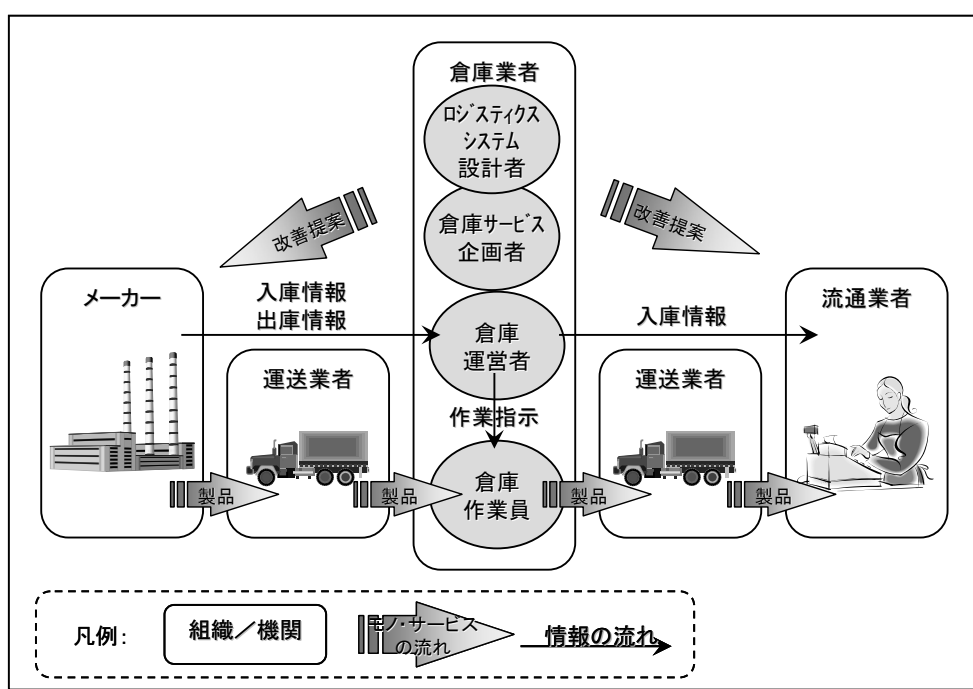 倉庫業者
ﾛｼﾞｽﾃｨｸｽ
システム
設計者
改善提案
倉庫ｻｰﾋﾞｽ
企画者
改善提案
メーカー
入庫情報
出庫情報
倉庫
運営者
入庫情報
流通業者
運送業者
作業指示
運送業者
製品
製品
倉庫
作業員
製品
製品
凡例：
組織／機関
モノ・サービス
の流れ
情報の流れ